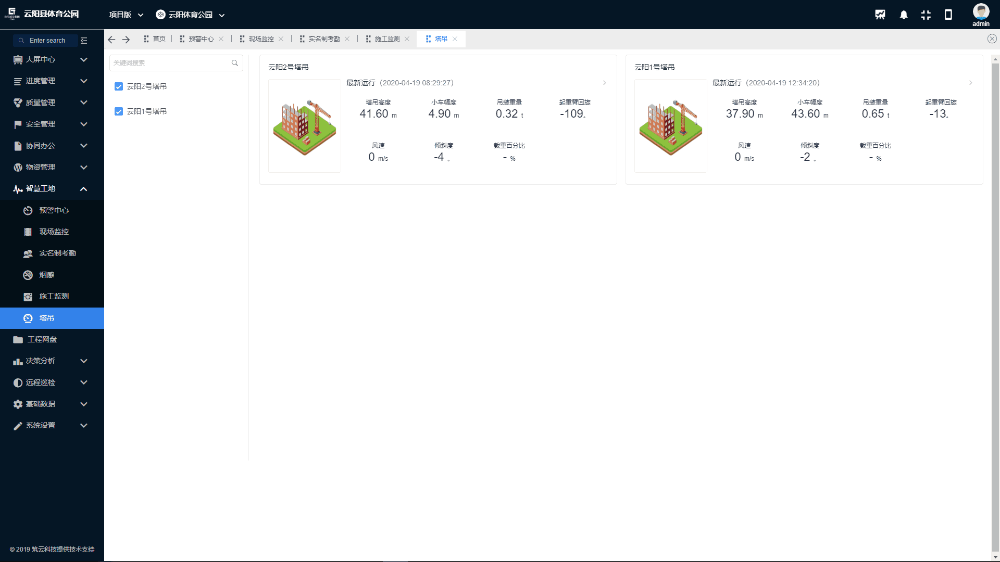 云阳县体育公园
项目版
云阳体育公园
admin
Enter search
首页
预警中心
现场监控
实名制考勤
施工监测
塔吊
大屏中心
进度管理
质量管理
安全管理
协同办公
物资管理
智慧工地
预警中心
现场监控
实名制考勤
烟感
施工监测
塔吊
工程网盘
决策分析
远程巡检
基础数据
系统设置
© 2019 筑云科技提供技术支持
关键词搜索
云阳2号塔吊
云阳1号塔吊
云阳2号塔吊
最新运行（2020-04-19 08:29:27）
塔吊高度 小车幅度 吊装重量 起重臂回旋
41.60 m 4.90 m 0.32 t -109。
风速 倾斜度 载重百分比
0 m/s -4 。 - %
云阳1号塔吊
最新运行（2020-04-19 12:34:20）
塔吊高度 小车幅度 吊装重量 起重臂回旋
37.90 m 43.60 m 0.65 t -13。
风速 倾斜度 载重百分比
0 m/s -2 。 - %